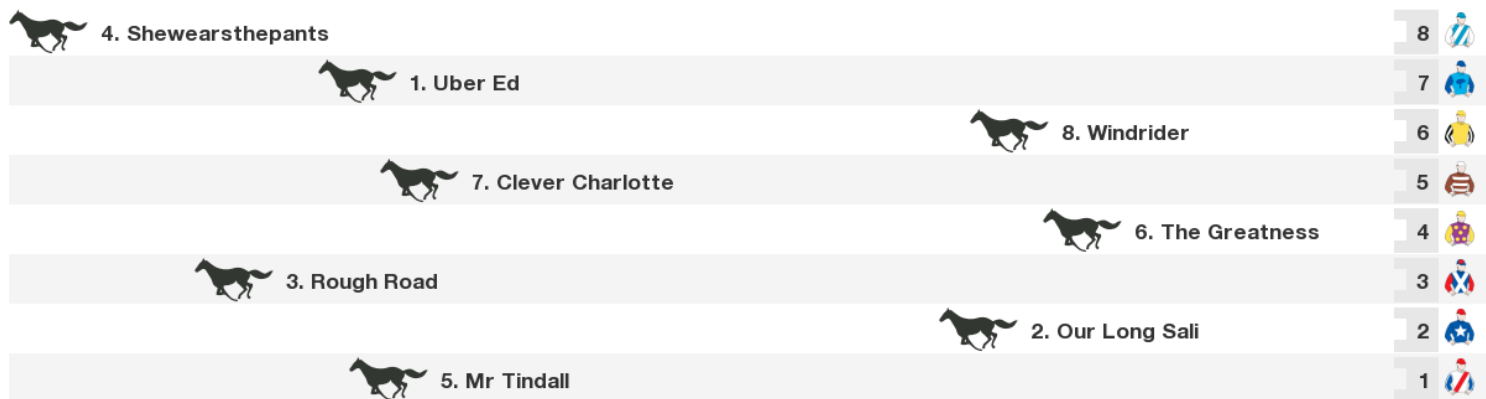 4. Shewearsthepants 8
1. Uber Ed 7
8. Windrider 6
7. Clever Charlotte 5
6. The Greatness 4
3. Rough Road 3
2. Our Long Sali 2
5. Mr Tindall 1